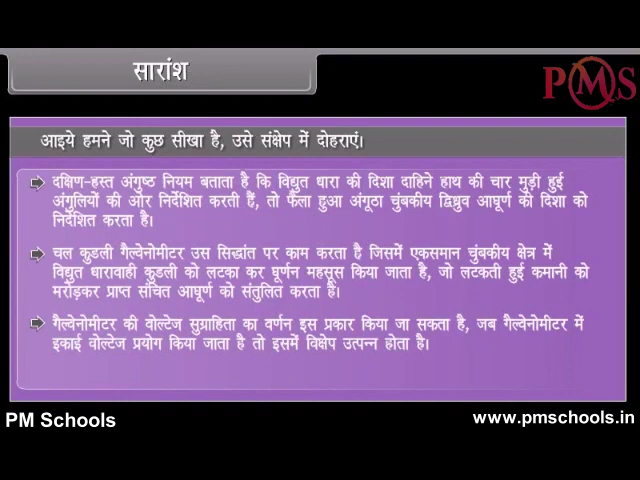 सारांश
PMS
आइये हमने जो कुछ सीखा है, उसे संक्षेप में दोहराएं।
दक्षिण-हस्त अंगुष्ठ नियम बताता है कि विद्युत धारा की दिशा दाहिने हाथ की चार मुड़ी हुई
अंगुलियों की ओर निर्देशित करती हैं, तो फैला हुआ अंगूठा चुंबकीय द्विध्रुव आघूर्ण की दिशा को
निर्देशित करता है।
चल कुडली गैल्वेनोमीटर उस सिद्धांत पर काम करता है जिसमें एकसमान चुंबकीय क्षेत्र में
विद्युत धारावाही कुडली को लटका कर घूर्णन महसूस किया जाता है, जो लटकती हुई कमानी को
मरोड़कर प्राप्त संचित आघूर्ण को संतुलित करता है।
गैल्वेनोमीटर की वोल्टेज सुग्राहिता का वर्णन इस प्रकार किया जा सकता है, जब गैल्वेनोमीटर में
इकाई वोल्टेज प्रयोग किया जाता है तो इसमें विक्षेप उत्पन्न होता है।
PM Schools
www.pmschools.in